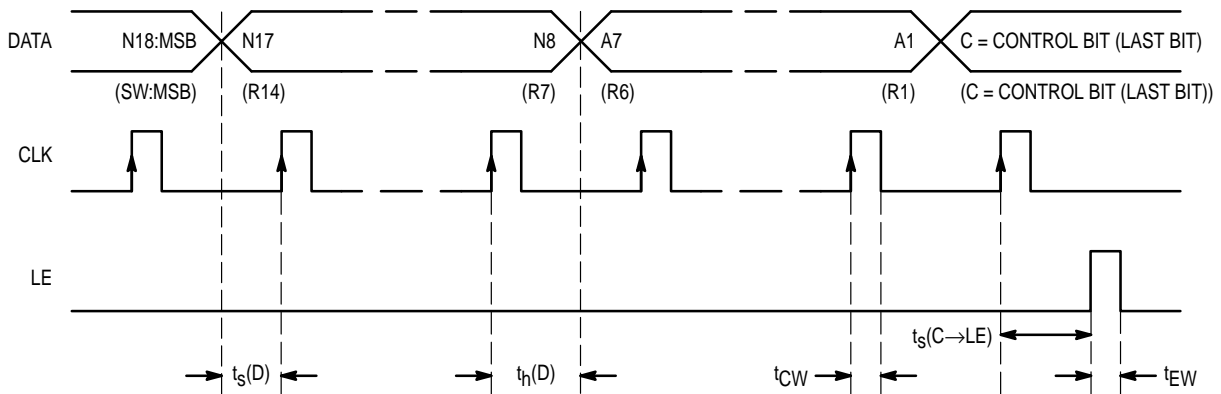 DATA N18:MSB N17 N8 A7 A1 C = CONTROL BIT (LAST BIT)
(SW:MSB) (R14) (R7) (R6) (R1) (C = CONTROL BIT (LAST BIT))
CLK
LE
ts(C→LE)
ts(D) th(D) tCW tEW